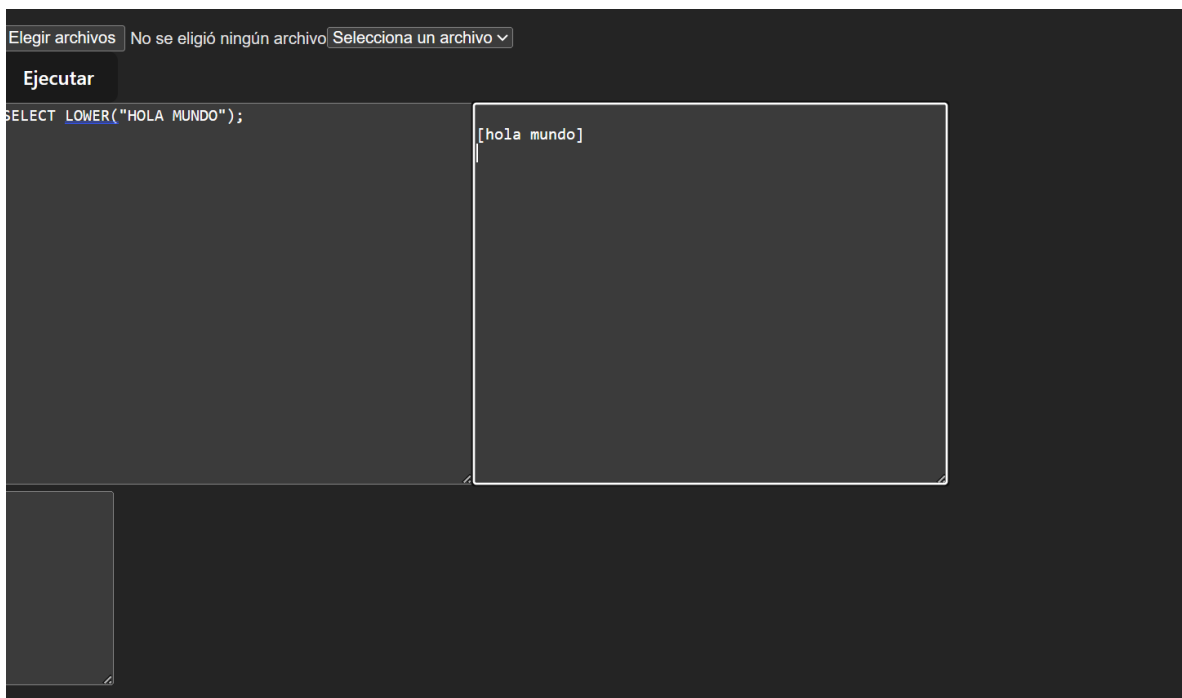 Elegir archivos No se eligió ningún archivo Selecciona un archivo
Ejecutar
SELECT LOWER("HOLA MUNDO");
[hola mundo]